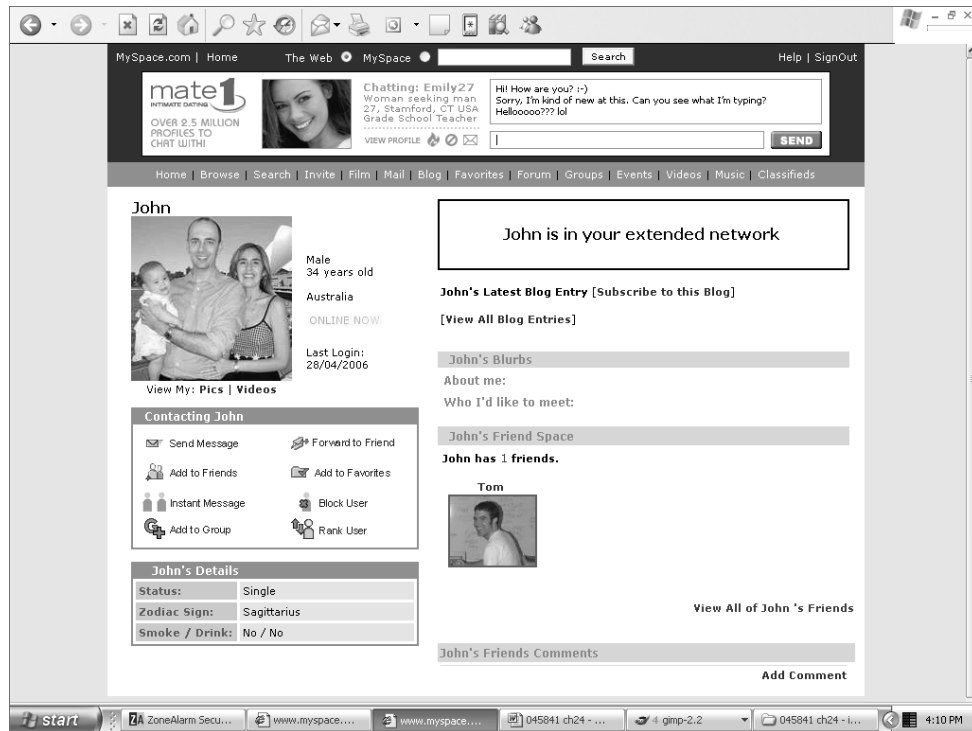 MySpace.com | Home The Web MySpace Search Help | SignOut
mate1
INTIMATE DATING
OVER 2.5 MILLION
PROFILES TO
CHAT WITH!
Chatting: Emily27
Woman seeking man
27, Stamford, CT USA
Grade School Teacher
VIEW PROFILE
Hi! How are you? :-)
Sorry, I'm kind of new at this. Can you see what I'm typing?
Hellooooo??? lol
SEND
Home | Browse | Search | Invite | Film | Mail | Blog | Favorites | Forum | Groups | Events | Videos | Music | Classifieds
John
Male
34 years old
Australia
ONLINE NOW
Last Login:
28/04/2006
View My: Pics | Videos
Contacting John
Send Message Forward to Friend
Add to Friends Add to Favorites
Instant Message Block User
Add to Group Rank User
John's Details
Status: Single
Zodiac Sign: Sagittarius
Smoke / Drink: No / No
John is in your extended network
John's Latest Blog Entry [Subscribe to this Blog]
[View All Blog Entries]
John's Blurbs
About me:
Who I'd like to meet:
John's Friend Space
John has 1 friends.
Tom
View All of John 's Friends
John's Friends Comments
Add Comment
start ZA ZoneAlarm Secu... www.myspace.... www.myspace.... 045841 ch24 - ... 4 gimp-2.2 045841 ch24 - i... 4:10 PM